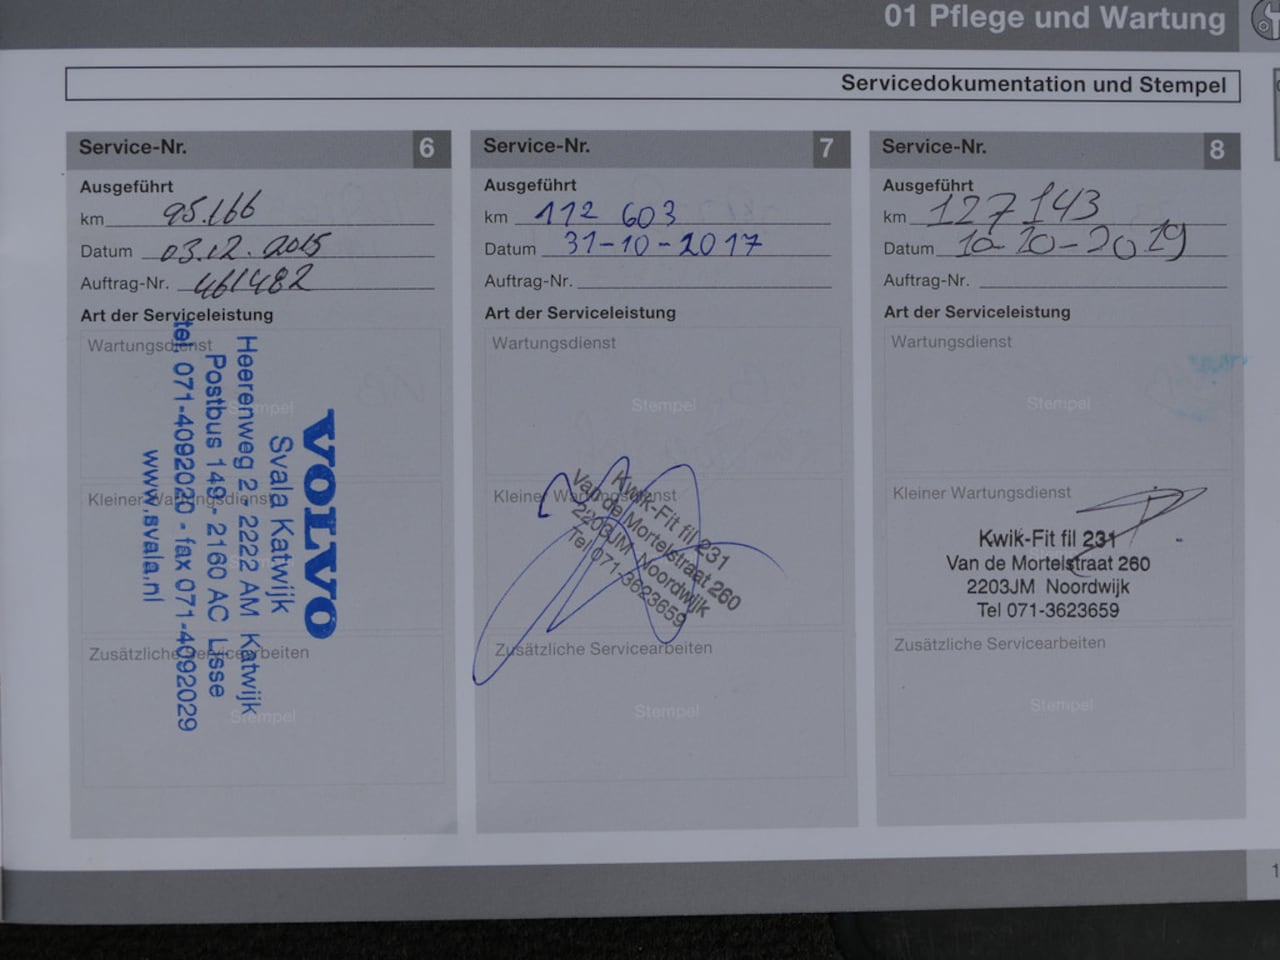 01 Pflege und Wartung
Servicedokumentation und Stempel
Service-Nr. 6
Ausgeführt
km 95.166
Datum 03.12.2015
Auftrag-Nr. 461482
Art der Serviceleistung
Wartungsdienst
Stempel
Kleiner Wartungsdienst
Zusätzliche Servicearbeiten
Stempel
VOLVO
Svala Katwijk
Heerenweg 2 - 2222 AM Katwijk
Postbus 149 - 2160 AC Lisse
tel. 071-4092020 - fax 071-4092029
www.svala.nl
Service-Nr. 7
Ausgeführt
km 112 603
Datum 31-10-2017
Auftrag-Nr.
Art der Serviceleistung
Wartungsdienst
Stempel
Kleiner Wartungsdienst
Kwik-Fit fil 231
Van de Mortelstraat 260
2203JM Noordwijk
Tel 071-3623659
Zusätzliche Servicearbeiten
Stempel
Service-Nr. 8
Ausgeführt
km 127143
Datum 10-10-2019
Auftrag-Nr.
Art der Serviceleistung
Wartungsdienst
Stempel
Kleiner Wartungsdienst
Kwik-Fit fil 231
Van de Mortelstraat 260
2203JM Noordwijk
Tel 071-3623659
Zusätzliche Servicearbeiten
Stempel